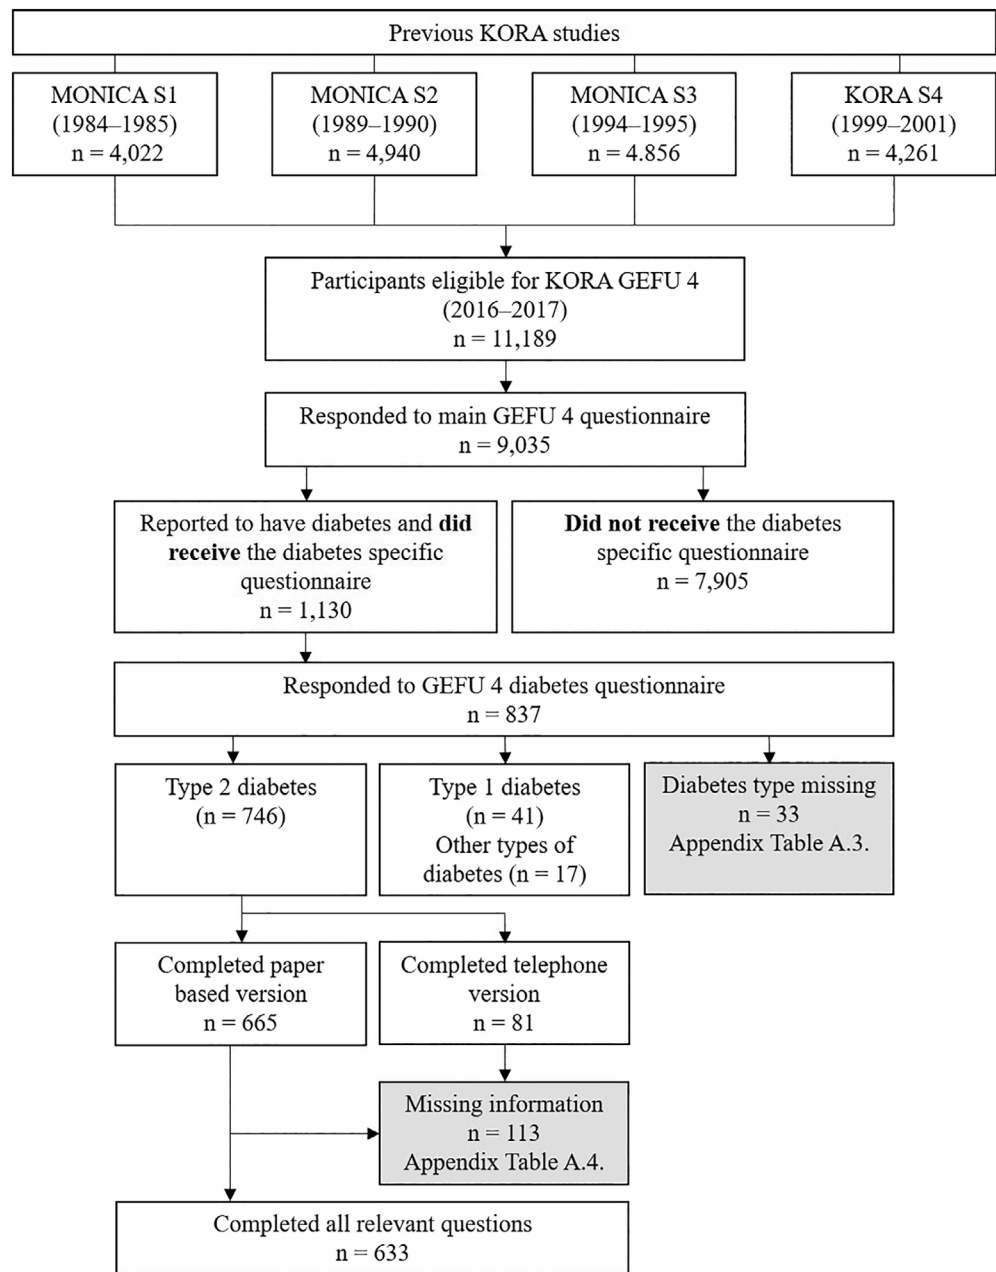 Previous KORA studies
MONICA S1
(1984–1985)
n = 4,022
MONICA S2
(1989–1990)
n = 4,940
MONICA S3
(1994–1995)
n = 4.856
KORA S4
(1999–2001)
n = 4,261
Participants eligible for KORA GEFU 4
(2016–2017)
n = 11,189
Responded to main GEFU 4 questionnaire
n = 9,035
Reported to have diabetes and did
receive the diabetes specific
questionnaire
n = 1,130
Did not receive the diabetes
specific questionnaire
n = 7,905
Responded to GEFU 4 diabetes questionnaire
n = 837
Type 2 diabetes
(n = 746)
Type 1 diabetes
(n = 41)
Other types of
diabetes (n = 17)
Diabetes type missing
n = 33
Appendix Table A.3.
Completed paper
based version
n = 665
Completed telephone
version
n = 81
Missing information
n = 113
Appendix Table A.4.
Completed all relevant questions
n = 633